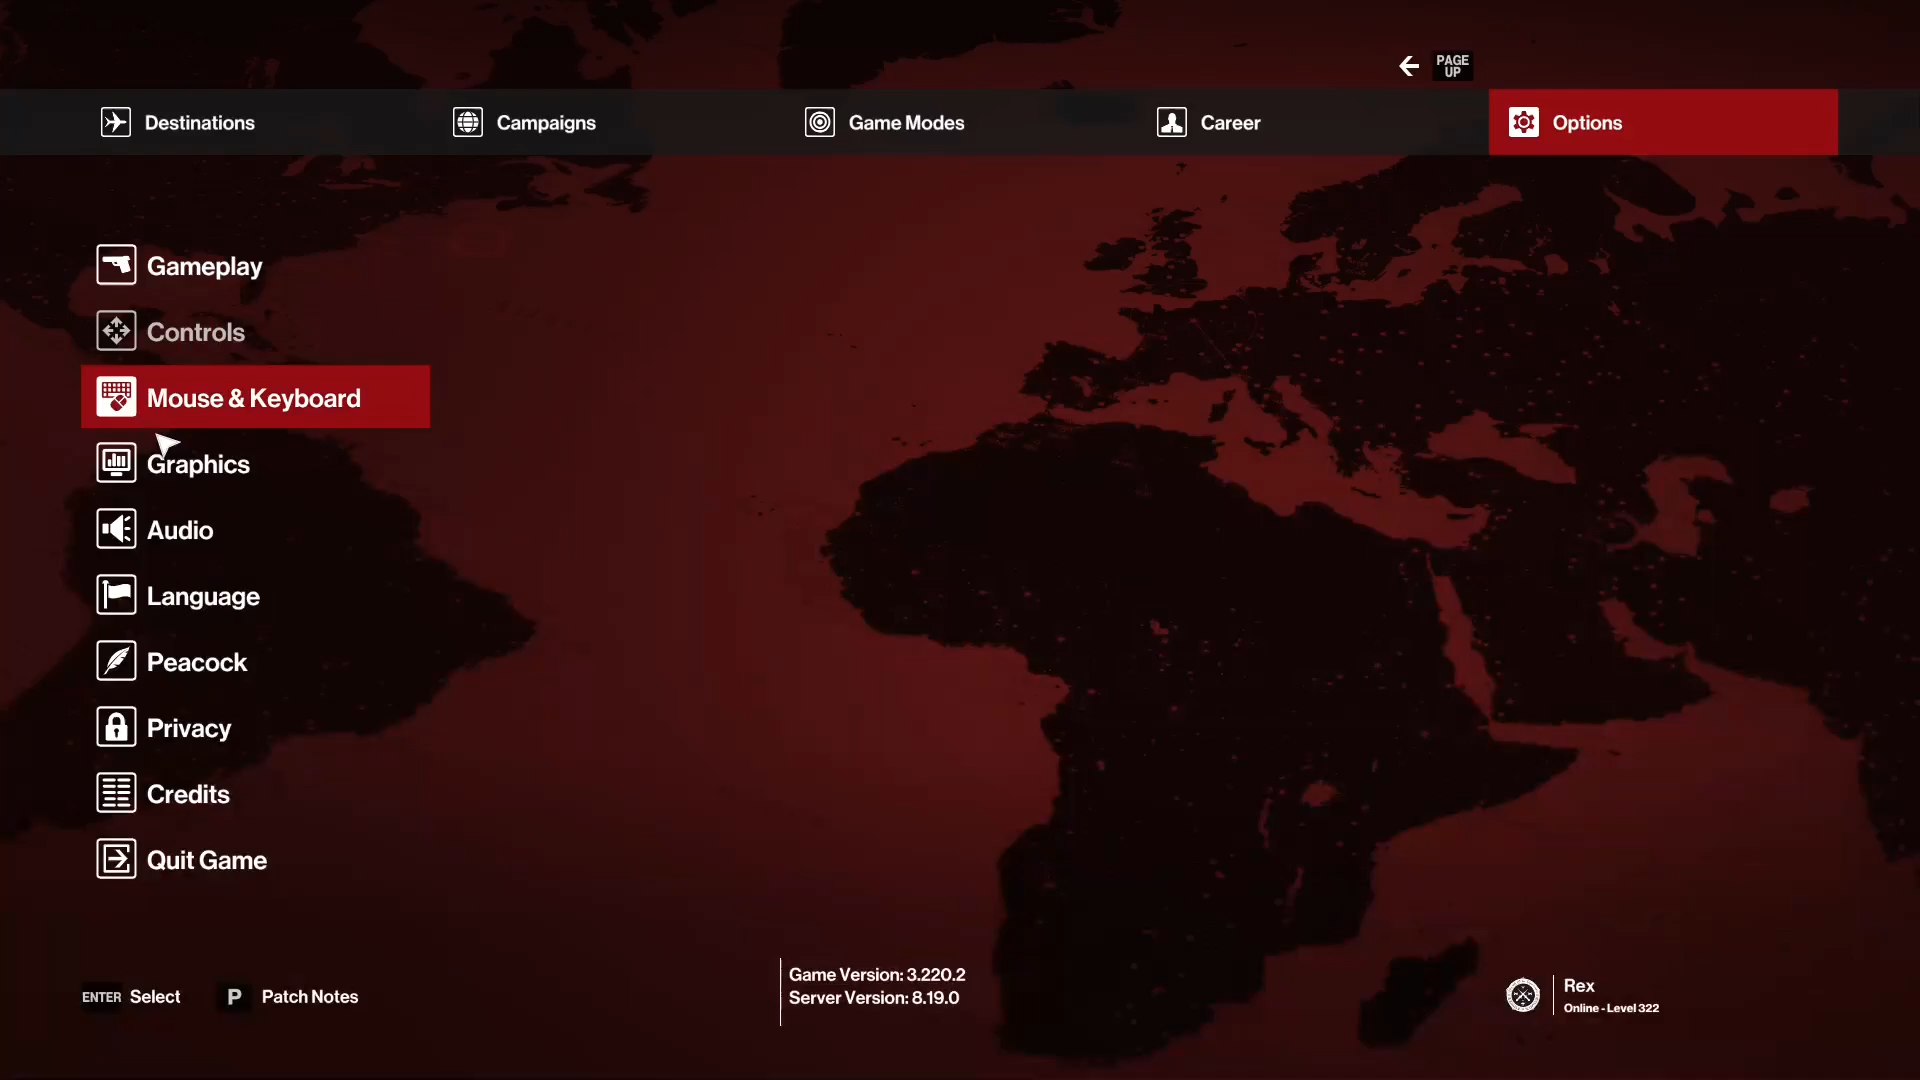 PAGE
UP
Destinations
Campaigns
Game Modes
Career
Options
Gameplay
Controls
Mouse & Keyboard
Graphics
Audio
Language
Peacock
Privacy
Credits
Quit Game
ENTER Select
P Patch Notes
Game Version: 3.220.2
Server Version: 8.19.0
Rex
Online - Level 322